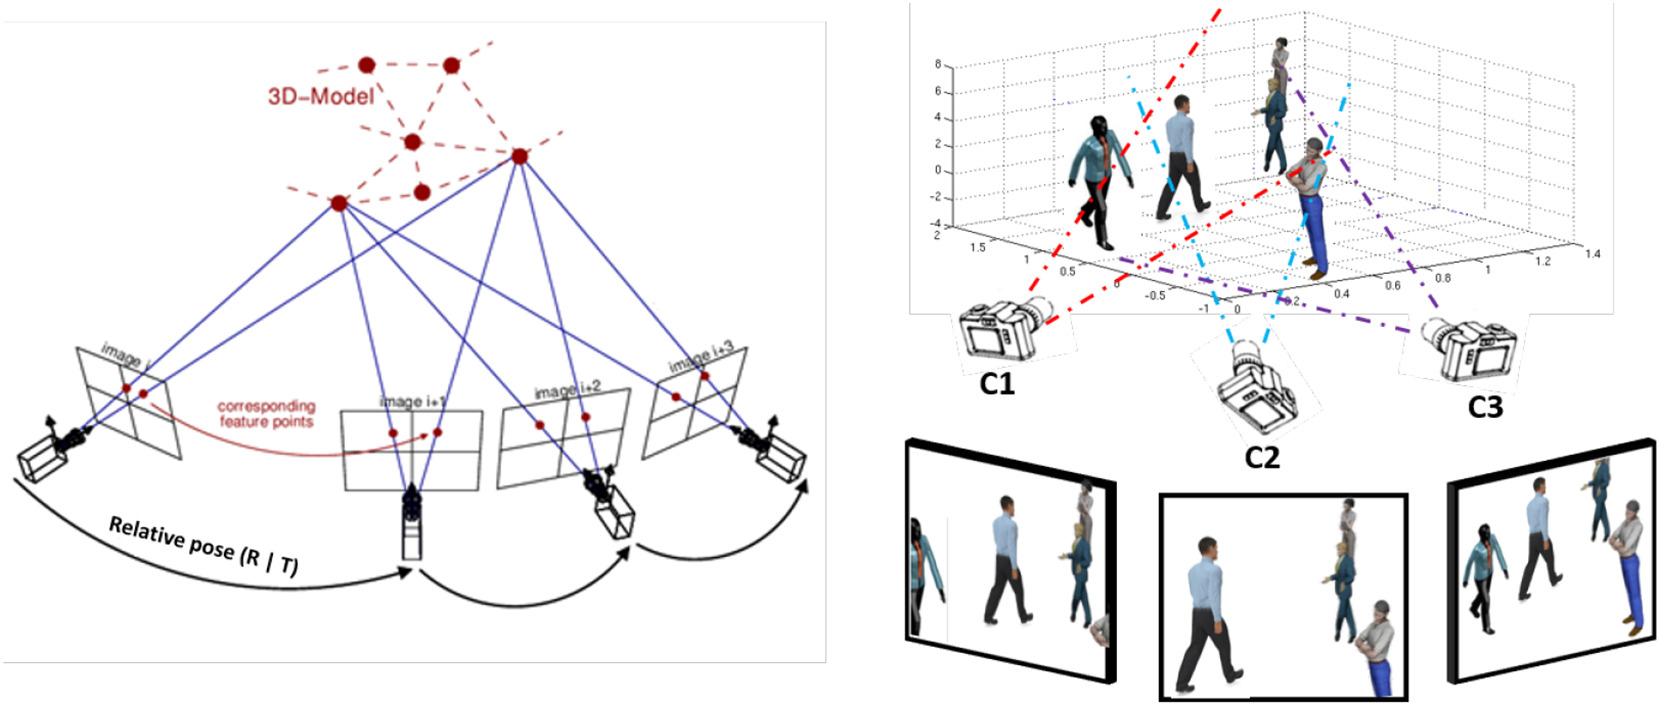 3D-Model
image i
image i+1
image i+2
image i+3
corresponding
feature points
Relative pose (R | T)
8
6
4
2
0
-2
-4
2
1.5
1
0.5
0
-0.5
-1
0
0.2
0.4
0.6
0.8
1
1.2
1.4
C1
C2
C3